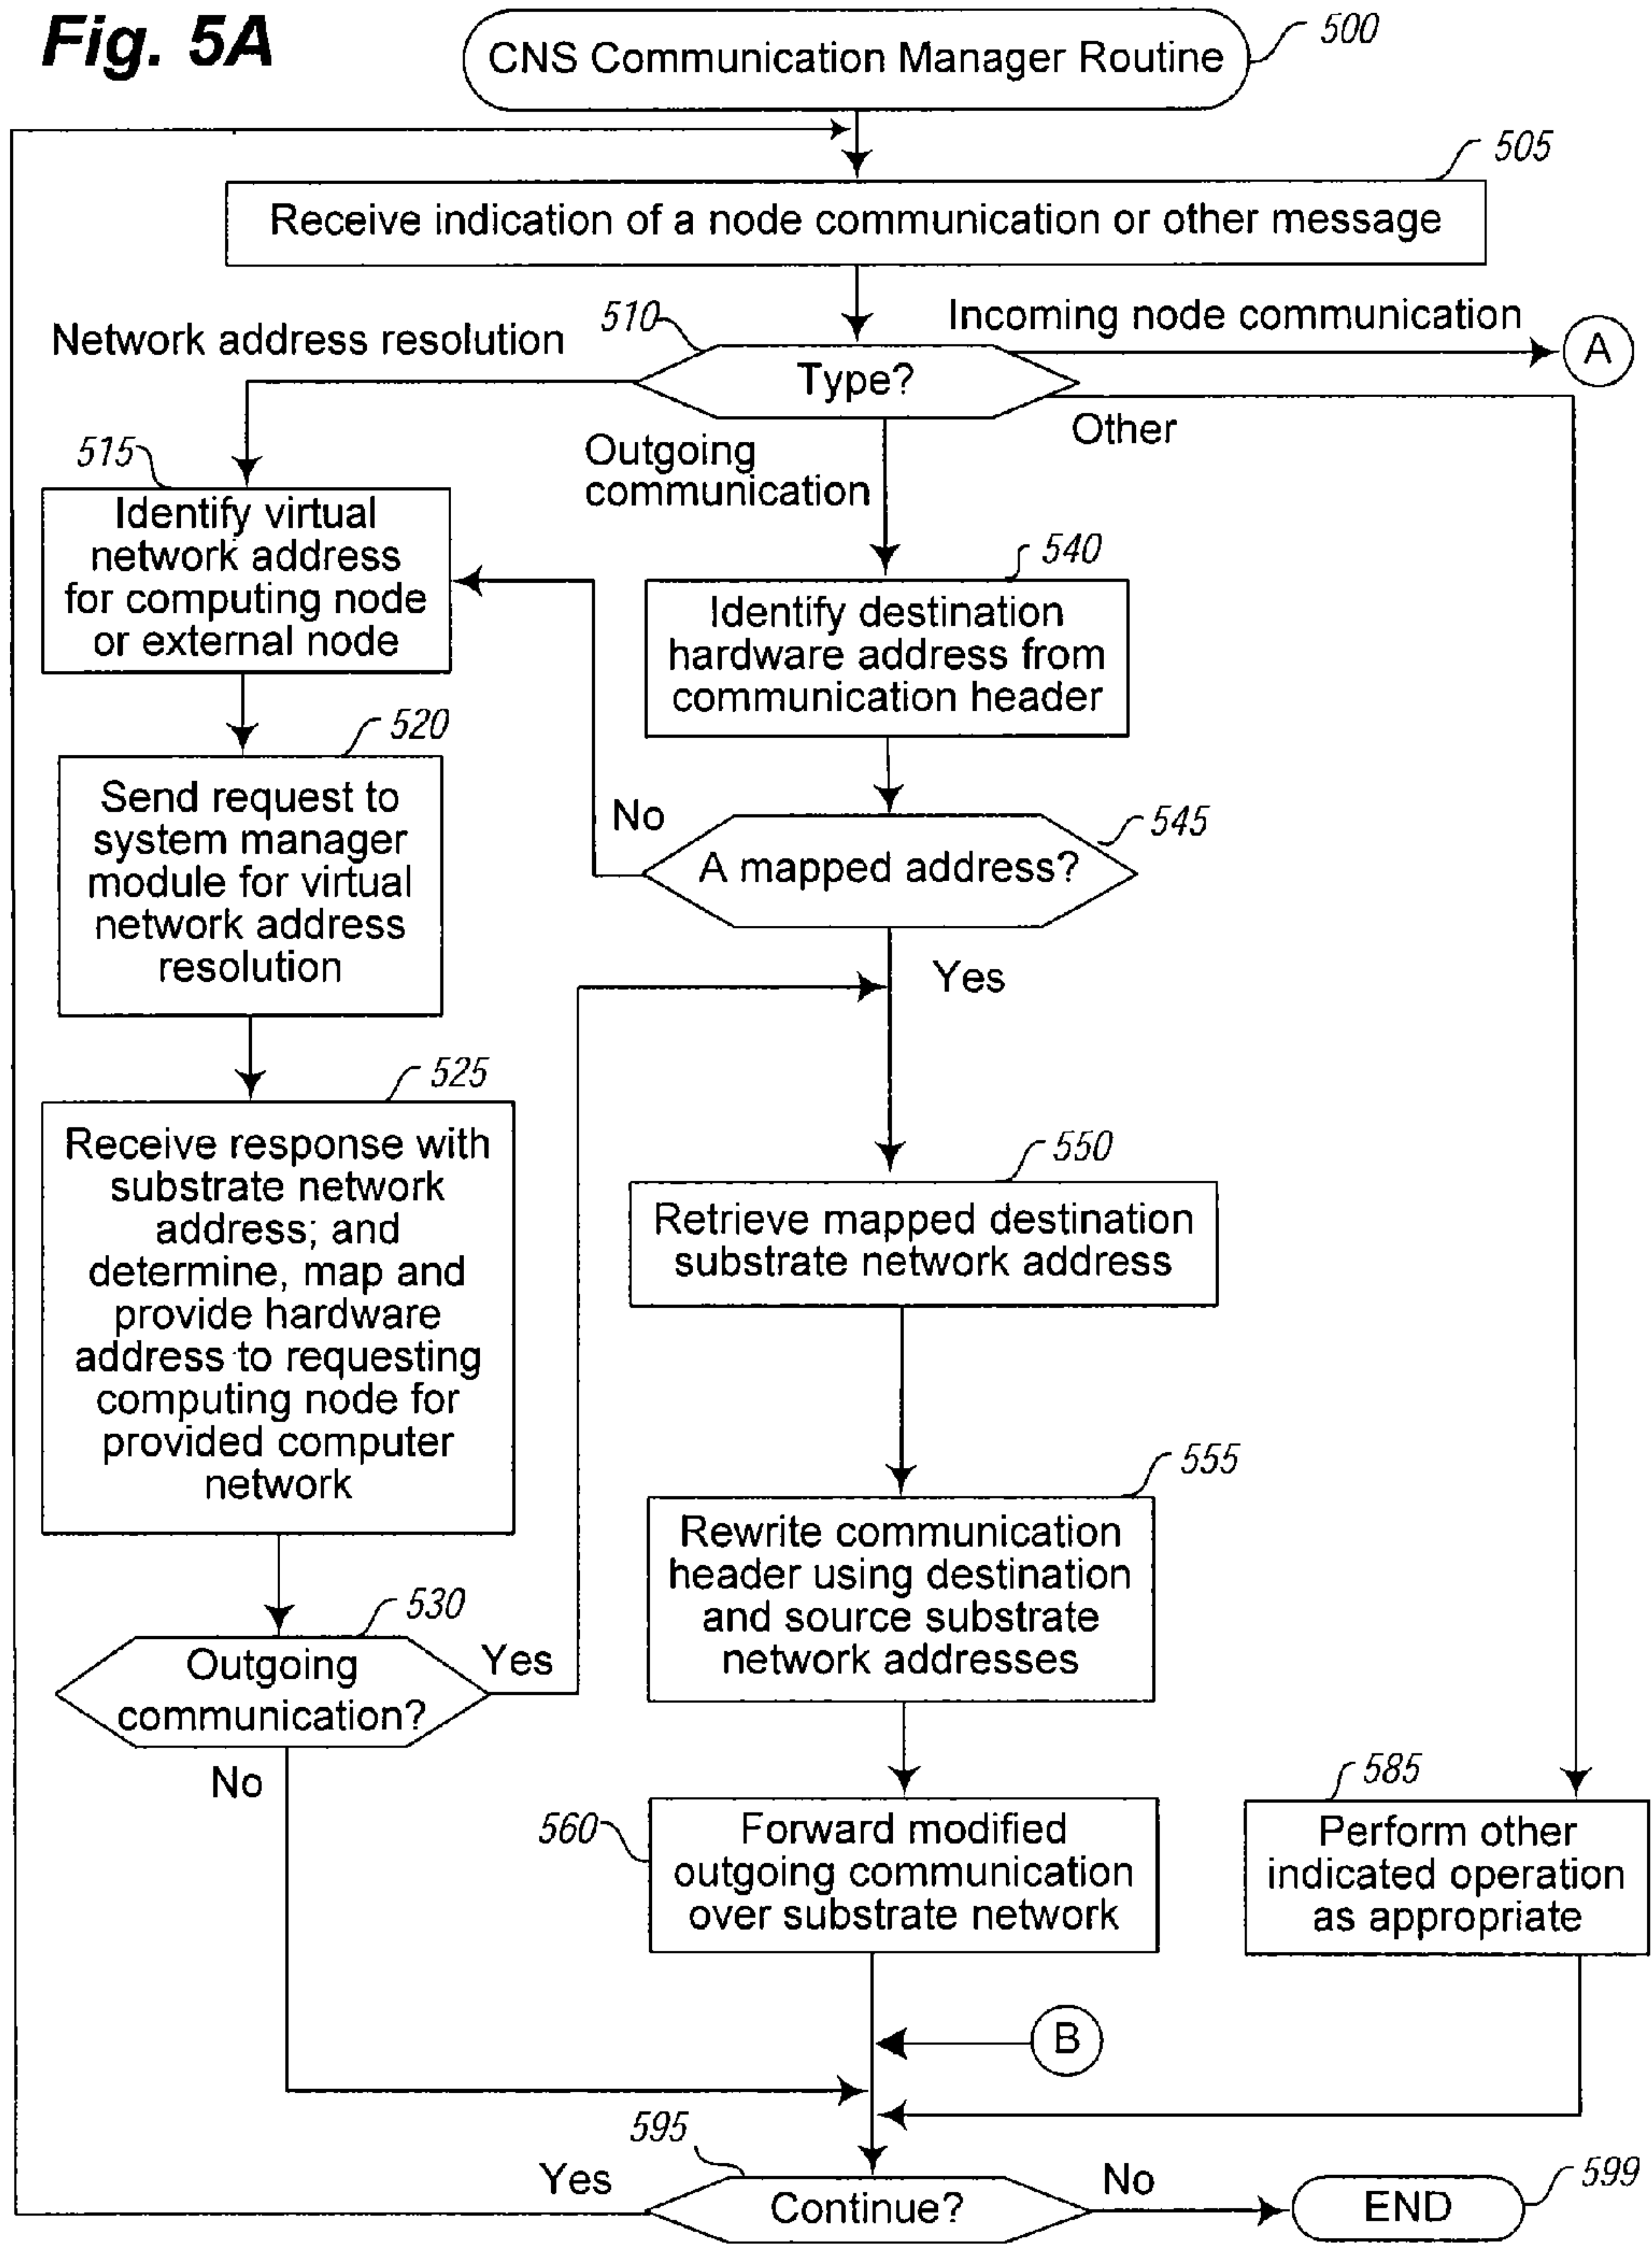 Fig. 5A
CNS Communication Manager Routine
500
505
Receive indication of a node communication or other message
Network address resolution
510
Incoming node communication
A
Type?
Other
Outgoing
communication
515
Identify virtual
network address
for computing node
or external node
540
Identify destination
hardware address from
communication header
520
Send request to
system manager
module for virtual
network address
resolution
No
545
A mapped address?
Yes
525
Receive response with
substrate network
address; and
determine, map and
provide hardware
address to requesting
computing node for
provided computer
network
550
Retrieve mapped destination
substrate network address
555
Rewrite communication
header using destination
and source substrate
network addresses
530
Outgoing
communication?
Yes
No
560
Forward modified
outgoing communication
over substrate network
585
Perform other
indicated operation
as appropriate
B
595
Yes
Continue?
No
END
599